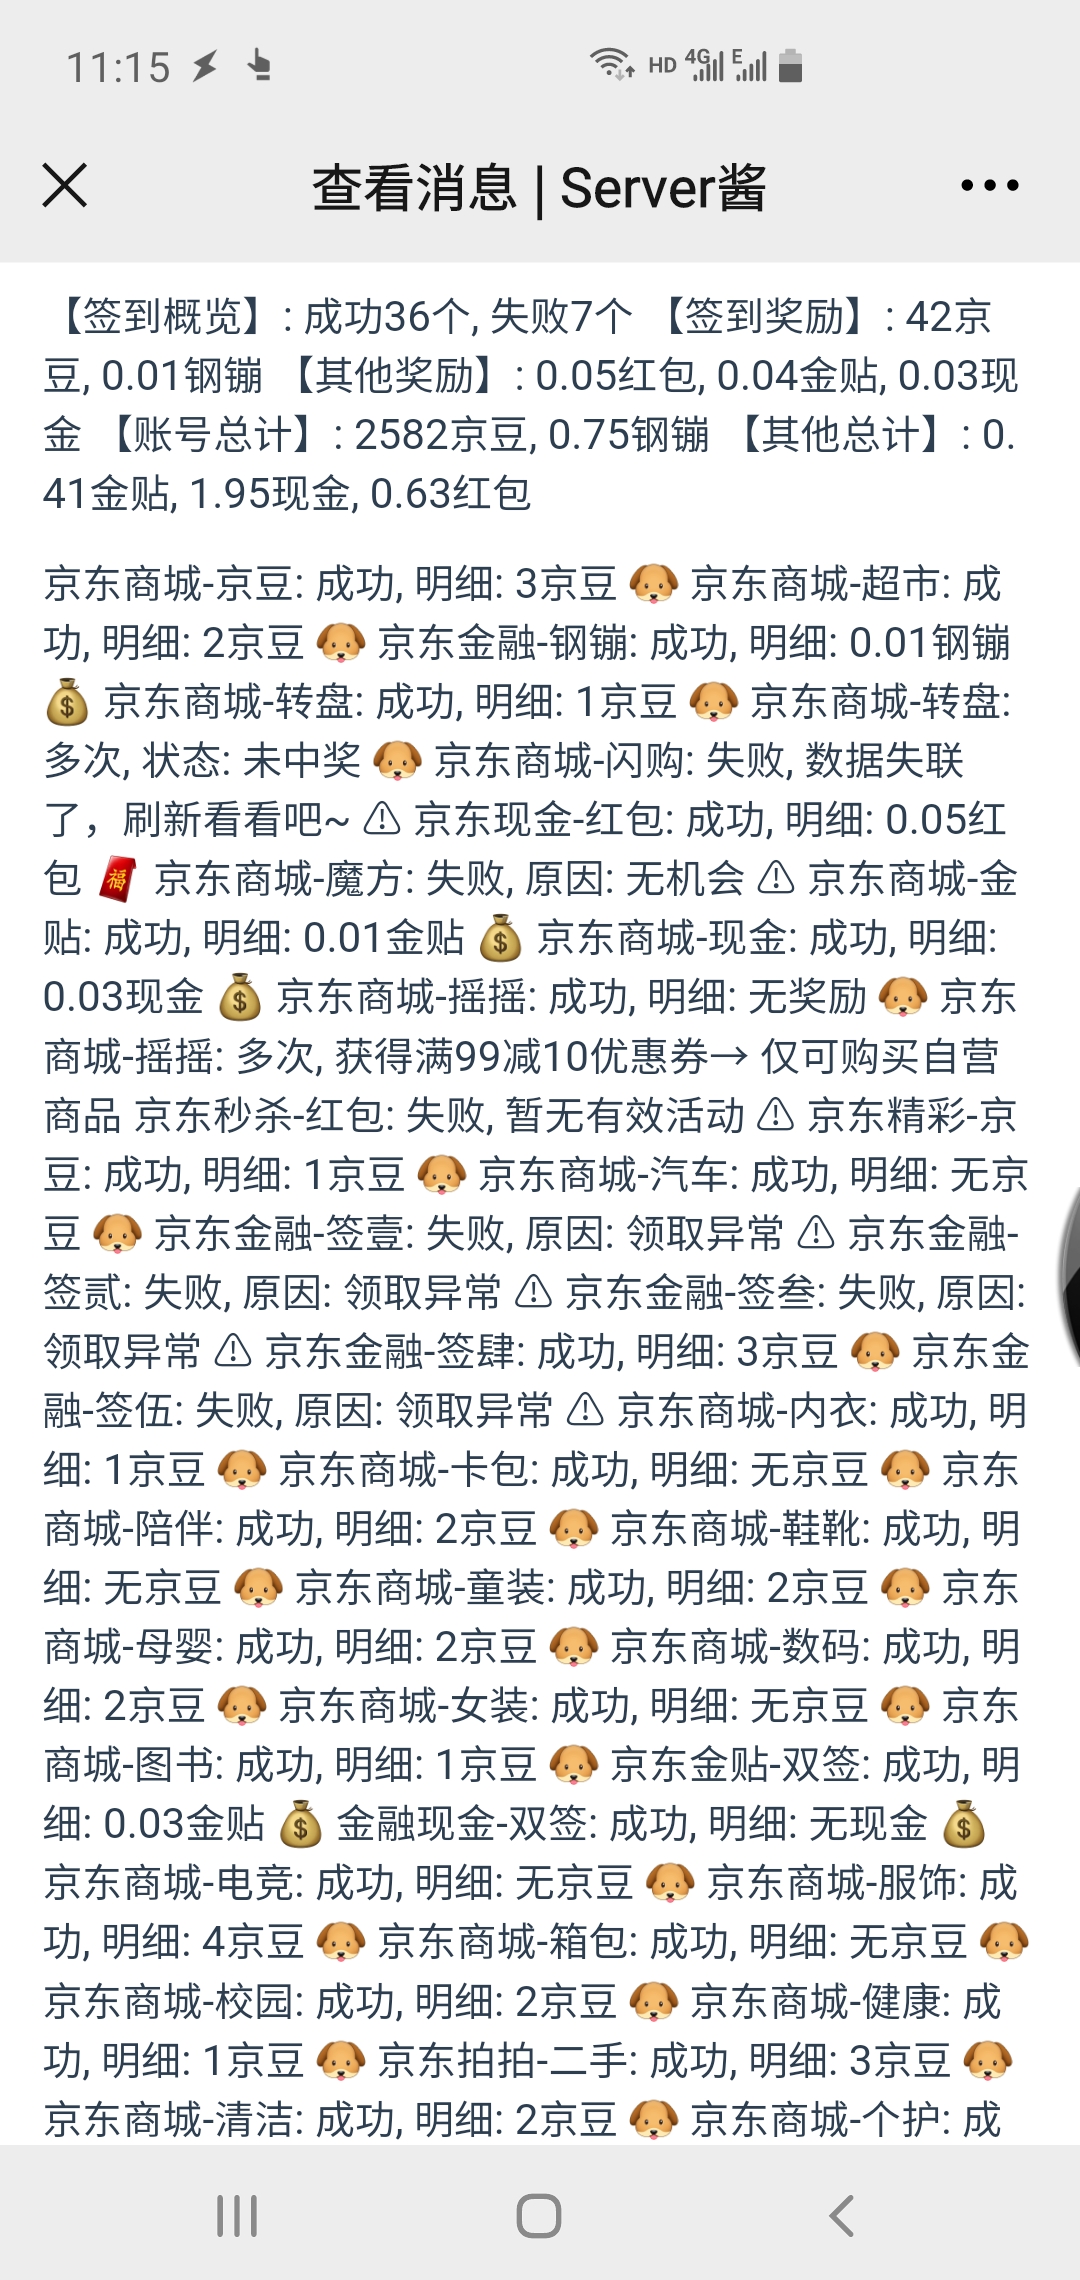 11:15
HD 4G E
查看消息 | Server酱
【签到概览】: 成功36个, 失败7个 【签到奖励】: 42京
豆, 0.01钢镚 【其他奖励】: 0.05红包, 0.04金贴, 0.03现
金 【账号总计】: 2582京豆, 0.75钢镚 【其他总计】: 0.
41金贴, 1.95现金, 0.63红包
京东商城-京豆: 成功, 明细: 3京豆 🐶 京东商城-超市: 成
功, 明细: 2京豆 🐶 京东金融-钢镚: 成功, 明细: 0.01钢镚
💰 京东商城-转盘: 成功, 明细: 1京豆 🐶 京东商城-转盘:
多次, 状态: 未中奖 🐶 京东商城-闪购: 失败, 数据失联
了，刷新看看吧~ ⚠ 京东现金-红包: 成功, 明细: 0.05红
包 🧧 京东商城-魔方: 失败, 原因: 无机会 ⚠ 京东商城-金
贴: 成功, 明细: 0.01金贴 💰 京东商城-现金: 成功, 明细:
0.03现金 💰 京东商城-摇摇: 成功, 明细: 无奖励 🐶 京东
商城-摇摇: 多次, 获得满99减10优惠券→ 仅可购买自营
商品 京东秒杀-红包: 失败, 暂无有效活动 ⚠ 京东精彩-京
豆: 成功, 明细: 1京豆 🐶 京东商城-汽车: 成功, 明细: 无京
豆 🐶 京东金融-签壹: 失败, 原因: 领取异常 ⚠ 京东金融-
签贰: 失败, 原因: 领取异常 ⚠ 京东金融-签叁: 失败, 原因:
领取异常 ⚠ 京东金融-签肆: 成功, 明细: 3京豆 🐶 京东金
融-签伍: 失败, 原因: 领取异常 ⚠ 京东商城-内衣: 成功, 明
细: 1京豆 🐶 京东商城-卡包: 成功, 明细: 无京豆 🐶 京东
商城-陪伴: 成功, 明细: 2京豆 🐶 京东商城-鞋靴: 成功, 明
细: 无京豆 🐶 京东商城-童装: 成功, 明细: 2京豆 🐶 京东
商城-母婴: 成功, 明细: 2京豆 🐶 京东商城-数码: 成功, 明
细: 2京豆 🐶 京东商城-女装: 成功, 明细: 无京豆 🐶 京东
商城-图书: 成功, 明细: 1京豆 🐶 京东金贴-双签: 成功, 明
细: 0.03金贴 💰 金融现金-双签: 成功, 明细: 无现金 💰
京东商城-电竞: 成功, 明细: 无京豆 🐶 京东商城-服饰: 成
功, 明细: 4京豆 🐶 京东商城-箱包: 成功, 明细: 无京豆 🐶
京东商城-校园: 成功, 明细: 2京豆 🐶 京东商城-健康: 成
功, 明细: 1京豆 🐶 京东拍拍-二手: 成功, 明细: 3京豆 🐶
京东商城-清洁: 成功, 明细: 2京豆 🐶 京东商城-个护: 成